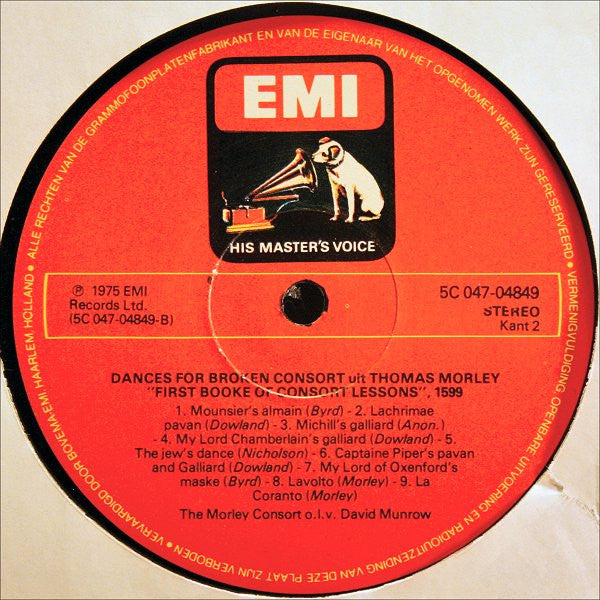 EMI
HIS MASTER'S VOICE
℗ 1975 EMI
Records Ltd.
(5C 047-04849-B)
5C 047-04849
STEREO
Kant 2
DANCES FOR BROKEN CONSORT uit THOMAS MORLEY
"FIRST BOOKE OF CONSORT LESSONS", 1599
1. Mounsier's almain (Byrd) - 2. Lachrimae
pavan (Dowland) - 3. Michill's galliard (Anon.)
- 4. My Lord Chamberlain's galliard (Dowland) - 5.
The jew's dance (Nicholson) - 6. Captaine Piper's pavan
and Galliard (Dowland) - 7. My Lord of Oxenford's
maske (Byrd) - 8. Lavolto (Morley) - 9. La
Coranto (Morley)
The Morley Consort o.l.v. David Munrow
ALLE RECHTEN VAN DE GRAMMOFOONPLATENFABRIKANT EN VAN DE EIGENAAR VAN HET OPGENOMEN WERK ZIJN GERESERVEERD • VERMENIGVULDIGING, OPENBARE UITVOERING EN RADIOUITZENDING VAN DEZE PLAAT ZIJN VERBODEN • VERVAARDIGD DOOR BOVEMA-EMI, HAARLEM, HOLLAND •